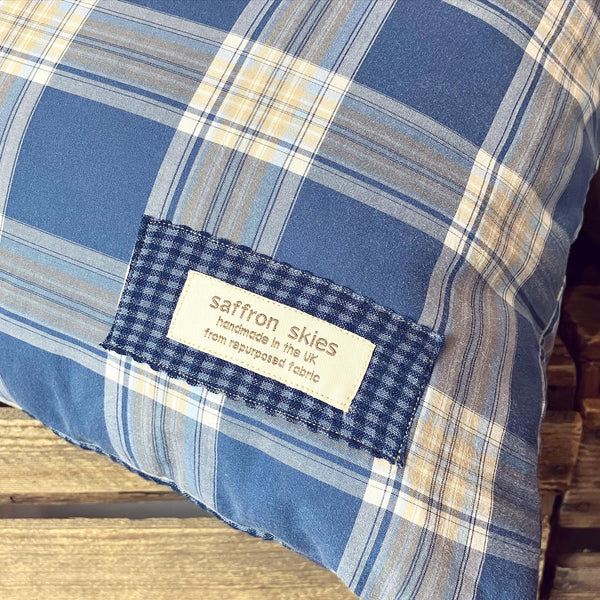 saffron skies
handmade in the UK
from repurposed fabric